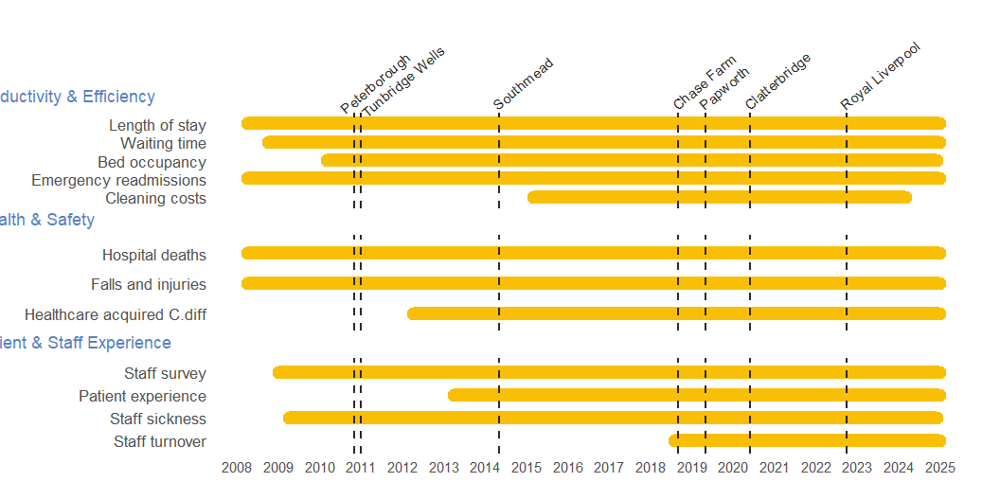 Peterborough
Tunbridge Wells
Southmead
Chase Farm
Papworth
Clatterbridge
Royal Liverpool
ductivity & Efficiency
Length of stay
Waiting time
Bed occupancy
Emergency readmissions
Cleaning costs
alth & Safety
Hospital deaths
Falls and injuries
Healthcare acquired C.diff
ient & Staff Experience
Staff survey
Patient experience
Staff sickness
Staff turnover
2008 2009 2010 2011 2012 2013 2014 2015 2016 2017 2018 2019 2020 2021 2022 2023 2024 2025